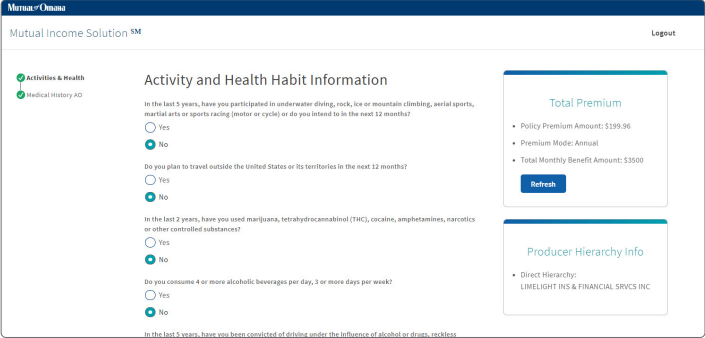 Mutual of Omaha
Mutual Income Solution ℠
Logout
Activities & Health
Medical History AO
Activity and Health Habit Information
In the last 5 years, have you participated in underwater diving, rock, ice or mountain climbing, aerial sports,
martial arts or sports racing (motor or cycle) or do you intend to in the next 12 months?
Yes
No
Do you plan to travel outside the United States or its territories in the next 12 months?
Yes
No
In the last 2 years, have you used marijuana, tetrahydrocannabinol (THC), cocaine, amphetamines, narcotics
or other controlled substances?
Yes
No
Do you consume 4 or more alcoholic beverages per day, 3 or more days per week?
Yes
No
In the last 5 years, have you been convicted of driving under the influence of alcohol or drugs, reckless
Total Premium
• Policy Premium Amount: $199.96
• Premium Mode: Annual
• Total Monthly Benefit Amount: $3500
Refresh
Producer Hierarchy Info
• Direct Hierarchy:
LIMELIGHT INS & FINANCIAL SRVCS INC